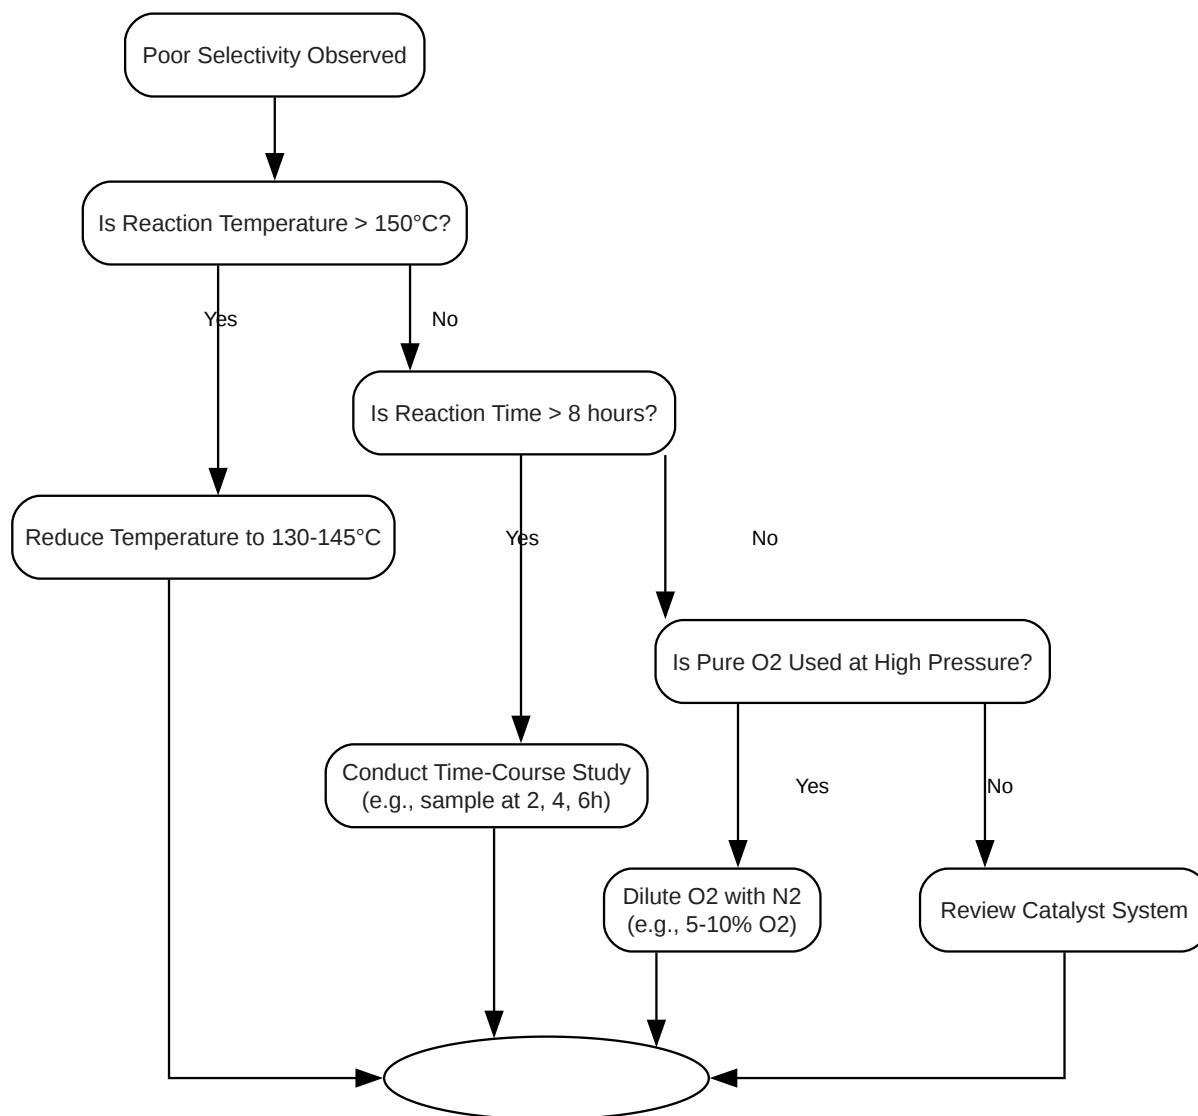 Poor Selectivity Observed
Is Reaction Temperature > 150°C?
Yes
No
Is Reaction Time > 8 hours?
Reduce Temperature to 130-145°C
Yes
No
Is Pure O2 Used at High Pressure?
Conduct Time-Course Study
(e.g., sample at 2, 4, 6h)
Yes
No
Dilute O2 with N2
(e.g., 5-10% O2)
Review Catalyst System